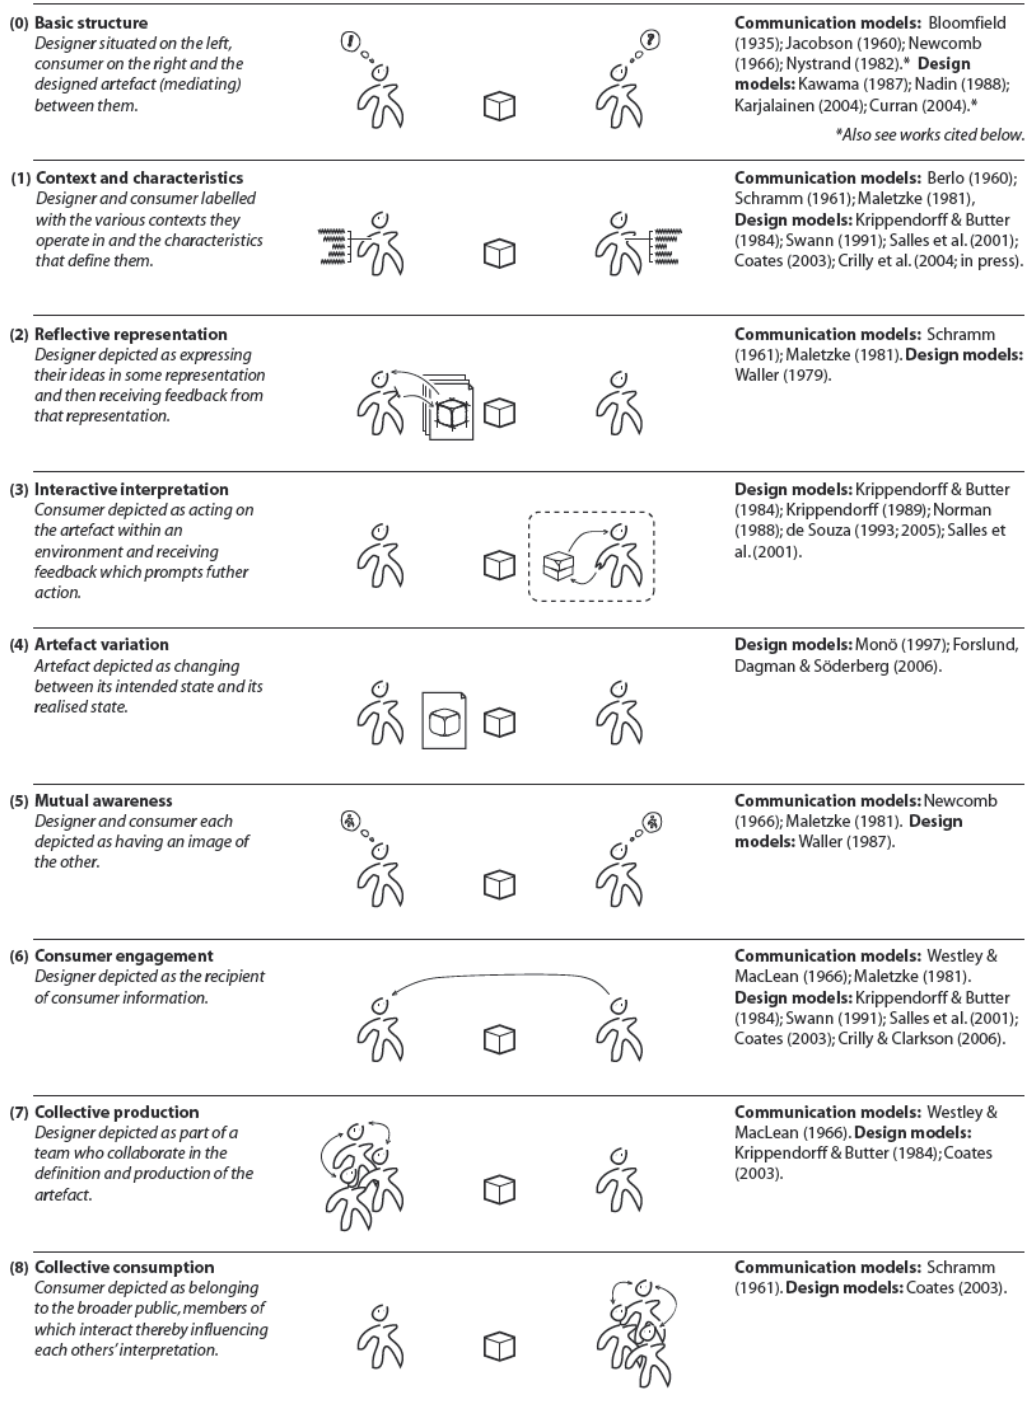 (0) Basic structure
Designer situated on the left,
consumer on the right and the
designed artefact (mediating)
between them.
!
?
Communication models: Bloomfield
(1935); Jacobson (1960); Newcomb
(1966); Nystrand (1982).* Design
models: Kawama (1987); Nadin (1988);
Karjalainen (2004); Curran (2004).*
*Also see works cited below.
(1) Context and characteristics
Designer and consumer labelled
with the various contexts they
operate in and the characteristics
that define them.
Communication models: Berlo (1960);
Schramm (1961); Maletzke (1981),
Design models: Krippendorff & Butter
(1984); Swann (1991); Salles et al. (2001);
Coates (2003); Crilly et al. (2004; in press).
(2) Reflective representation
Designer depicted as expressing
their ideas in some representation
and then receiving feedback from
that representation.
Communication models: Schramm
(1961); Maletzke (1981). Design models:
Waller (1979).
(3) Interactive interpretation
Consumer depicted as acting on
the artefact within an
environment and receiving
feedback which prompts futher
action.
Design models: Krippendorff & Butter
(1984); Krippendorff (1989); Norman
(1988); de Souza (1993; 2005); Salles et
al. (2001).
(4) Artefact variation
Artefact depicted as changing
between its intended state and its
realised state.
Design models: Monö (1997); Forslund,
Dagman & Söderberg (2006).
(5) Mutual awareness
Designer and consumer each
depicted as having an image of
the other.
Communication models: Newcomb
(1966); Maletzke (1981). Design
models: Waller (1987).
(6) Consumer engagement
Designer depicted as the recipient
of consumer information.
Communication models: Westley &
MacLean (1966); Maletzke (1981).
Design models: Krippendorff & Butter
(1984); Swann (1991); Salles et al. (2001);
Coates (2003); Crilly & Clarkson (2006).
(7) Collective production
Designer depicted as part of a
team who collaborate in the
definition and production of the
artefact.
Communication models: Westley &
MacLean (1966). Design models:
Krippendorff & Butter (1984); Coates
(2003).
(8) Collective consumption
Consumer depicted as belonging
to the broader public, members of
which interact thereby influencing
each others' interpretation.
Communication models: Schramm
(1961). Design models: Coates (2003).